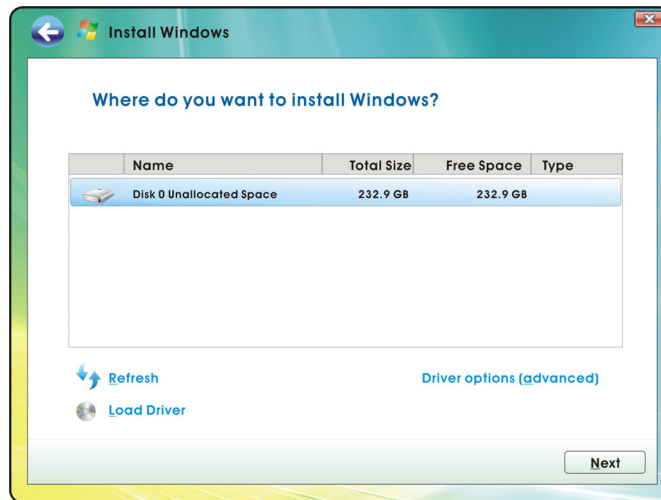 Install Windows
Where do you want to install Windows?
Name Total Size Free Space Type
Disk 0 Unallocated Space 232.9 GB 232.9 GB
Refresh Driver options (advanced)
Load Driver
Next